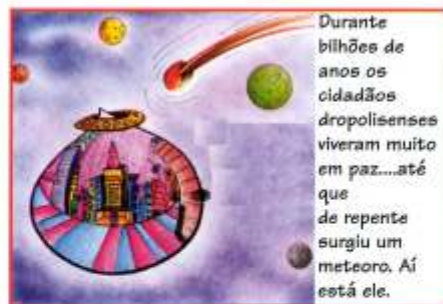 Durante
bilhões de
anos os
cidadãos
dropolisenses
viveram muito
em paz....até
que
de repente
surgiu um
meteoro. Aí
está ele.